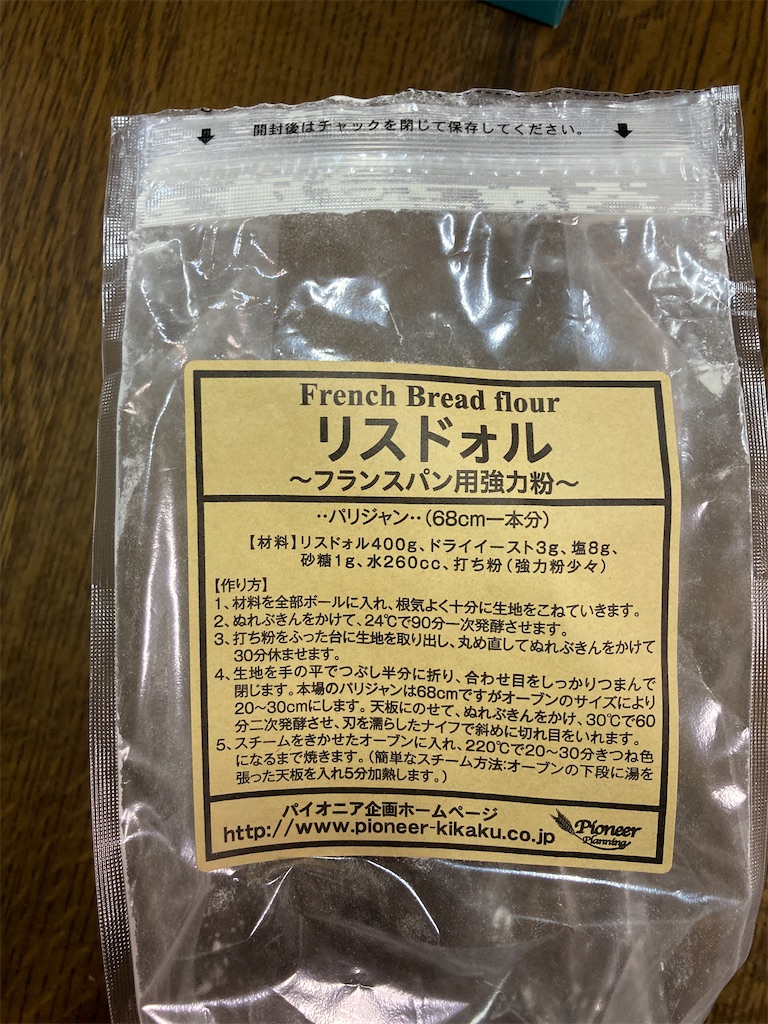 開封後はチャックを閉じて保存してください。
French Bread flour
リスドォル
〜フランスパン用強力粉〜
‥パリジャン‥(68cm一本分)
【材料】リスドォル400g、ドライイースト3g、塩8g、
砂糖1g、水260cc、打ち粉(強力粉少々)
【作り方】
1、材料を全部ボールに入れ、根気よく十分に生地をこねていきます。
2、ぬれぶきんをかけて、24℃で90分一次発酵させます。
3、打ち粉をふった台に生地を取り出し、丸め直してぬれぶきんをかけて
30分休ませます。
4、生地を手の平でつぶし半分に折り、合わせ目をしっかりつまんで
閉じます。本場のパリジャンは68cmですがオーブンのサイズにより
20〜30cmにします。天板にのせて、ぬれぶきんをかけ、30℃で60
分二次発酵させ、刃を濡らしたナイフで斜めに切れ目をいれます。
5、スチームをきかせたオーブンに入れ、220℃で20〜30分きつね色
になるまで焼きます。(簡単なスチーム方法:オーブンの下段に湯を
張った天板を入れ5分加熱します。)
パイオニア企画ホームページ
http://www.pioneer-kikaku.co.jp
Pioneer
Planning